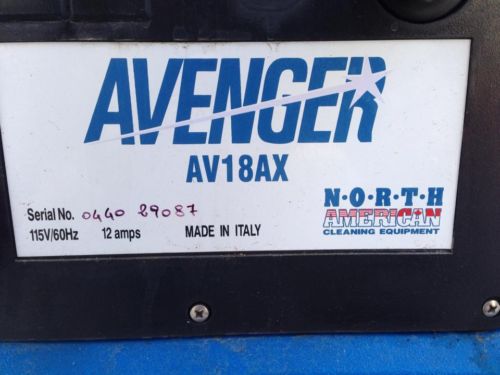 AVENGER
AV18AX
Serial No. 0440 29087
115V/60Hz 12 amps MADE IN ITALY
N·O·R·T·H
AMERICAN
CLEANING EQUIPMENT